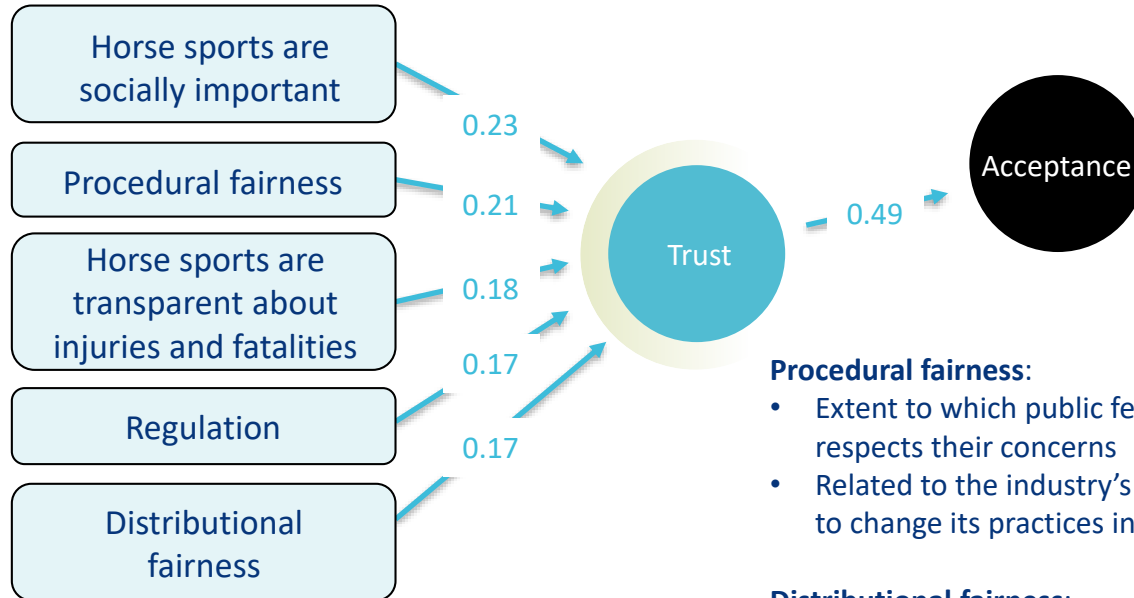 Horse sports are
socially important
Procedural fairness
Horse sports are
transparent about
injuries and fatalities
Regulation
Distributional
fairness
0.23
0.21
0.18
0.17
0.17
Trust
0.49
Acceptance
Procedural fairness:
• Extent to which public fe
respects their concerns
• Related to the industry's
to change its practices in
Distributional fairness: